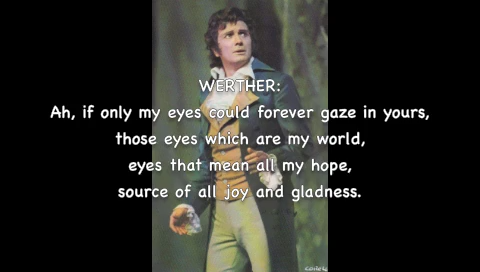 WERTHER:
Ah, if only my eyes could forever gaze in yours,
those eyes which are my world,
eyes that mean all my hope,
source of all joy and gladness.